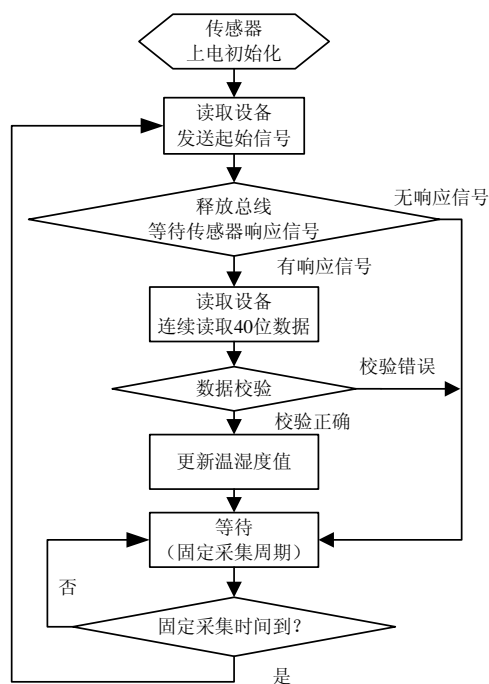 传感器
上电初始化
读取设备
发送起始信号
释放总线
等待传感器响应信号
无响应信号
有响应信号
读取设备
连续读取40位数据
校验错误
数据校验
校验正确
更新温湿度值
等待
（固定采集周期）
否
固定采集时间到？
是